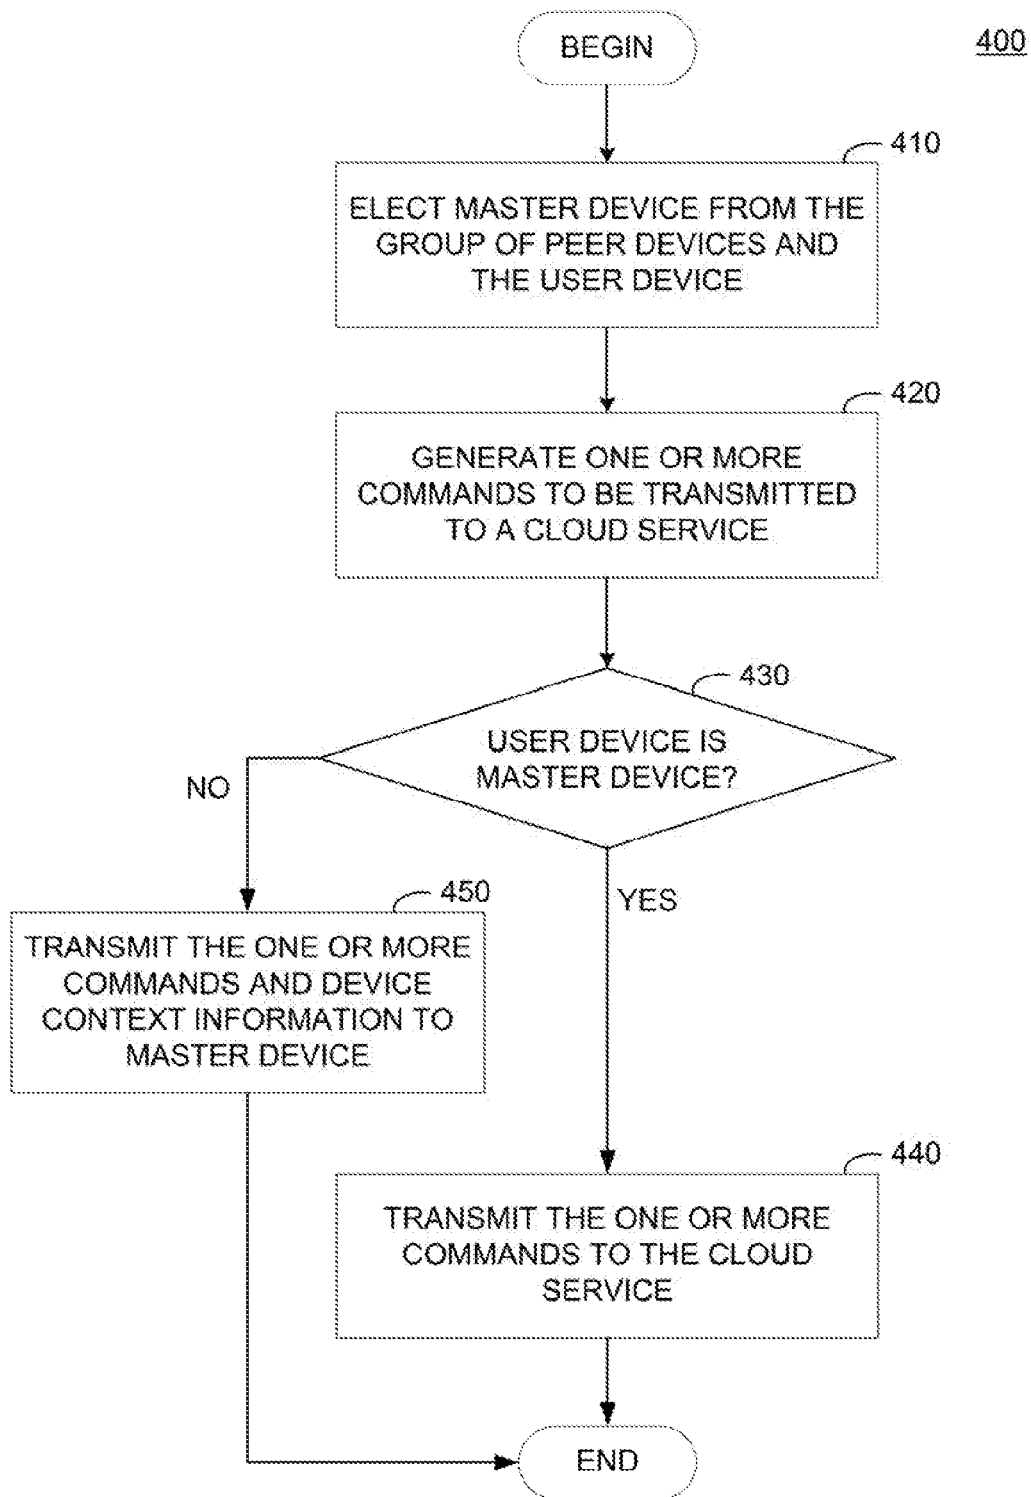 BEGIN
400
410
ELECT MASTER DEVICE FROM THE
GROUP OF PEER DEVICES AND
THE USER DEVICE
420
GENERATE ONE OR MORE
COMMANDS TO BE TRANSMITTED
TO A CLOUD SERVICE
430
USER DEVICE IS
MASTER DEVICE?
NO
YES
450
TRANSMIT THE ONE OR MORE
COMMANDS AND DEVICE
CONTEXT INFORMATION TO
MASTER DEVICE
440
TRANSMIT THE ONE OR MORE
COMMANDS TO THE CLOUD
SERVICE
END